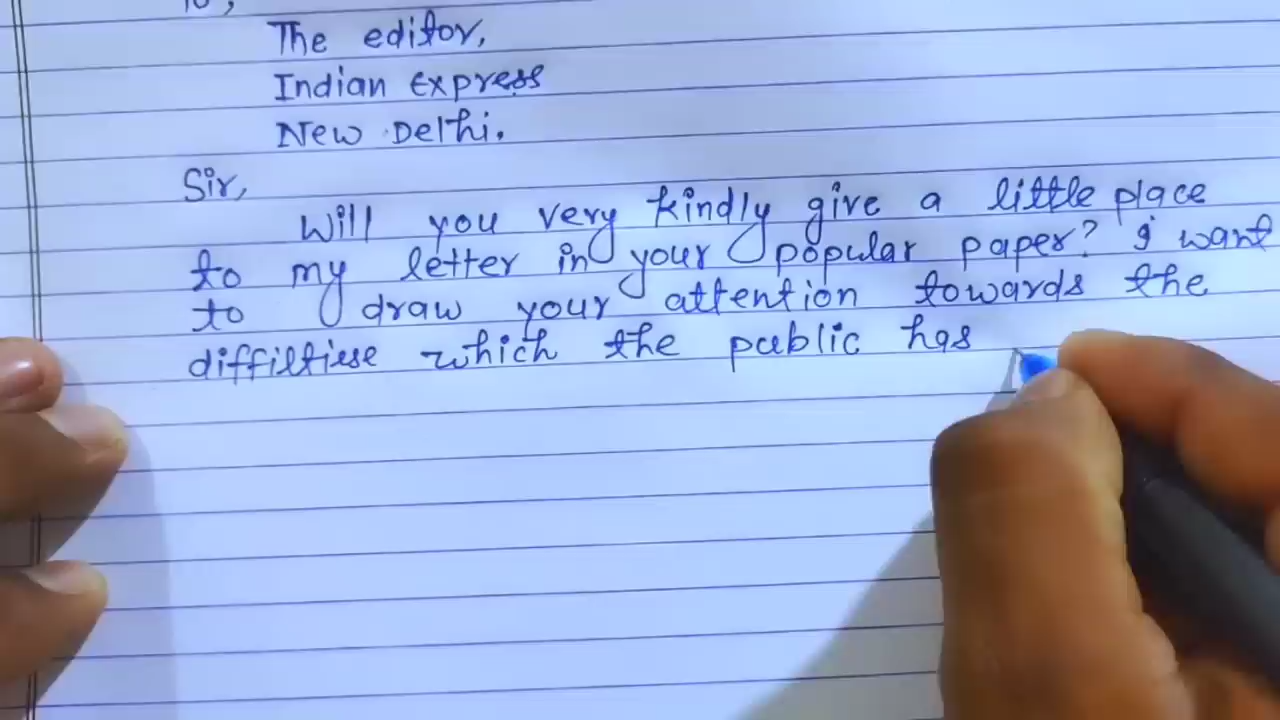 To,
The editor,
Indian Express
New Delhi.
Sir,
Will you very kindly give a little place
to my letter in your popular paper? I want
to draw your attention towards the
diffiltiese which the public has